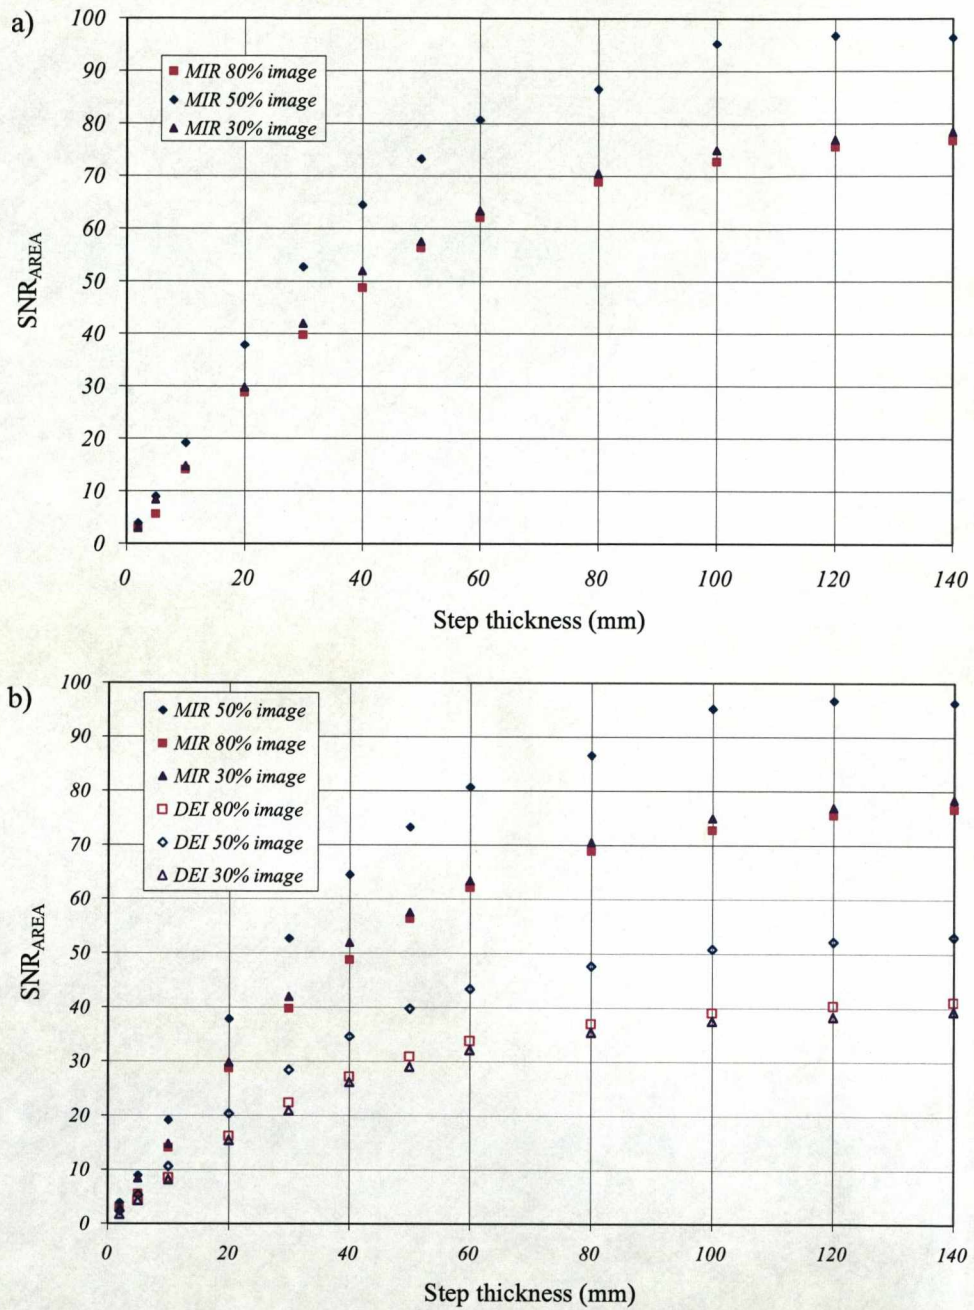 a)
100
90
80
70
60
50
40
30
20
10
0
MIR 80% image
MIR 50% image
MIR 30% image
SNRAREA
0 20 40 60 80 100 120 140
Step thickness (mm)
b)
100
90
80
70
60
50
40
30
20
10
0
MIR 50% image
MIR 80% image
MIR 30% image
DEI 80% image
DEI 50% image
DEI 30% image
SNRAREA
0 20 40 60 80 100 120 140
Step thickness (mm)